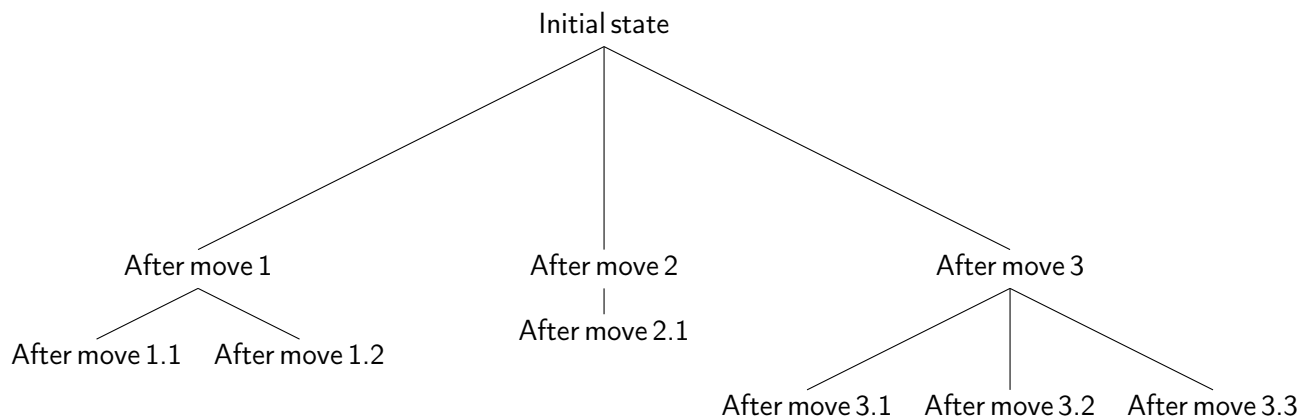 Initial state
After move 1
After move 2
After move 3
After move 1.1
After move 1.2
After move 2.1
After move 3.1
After move 3.2
After move 3.3